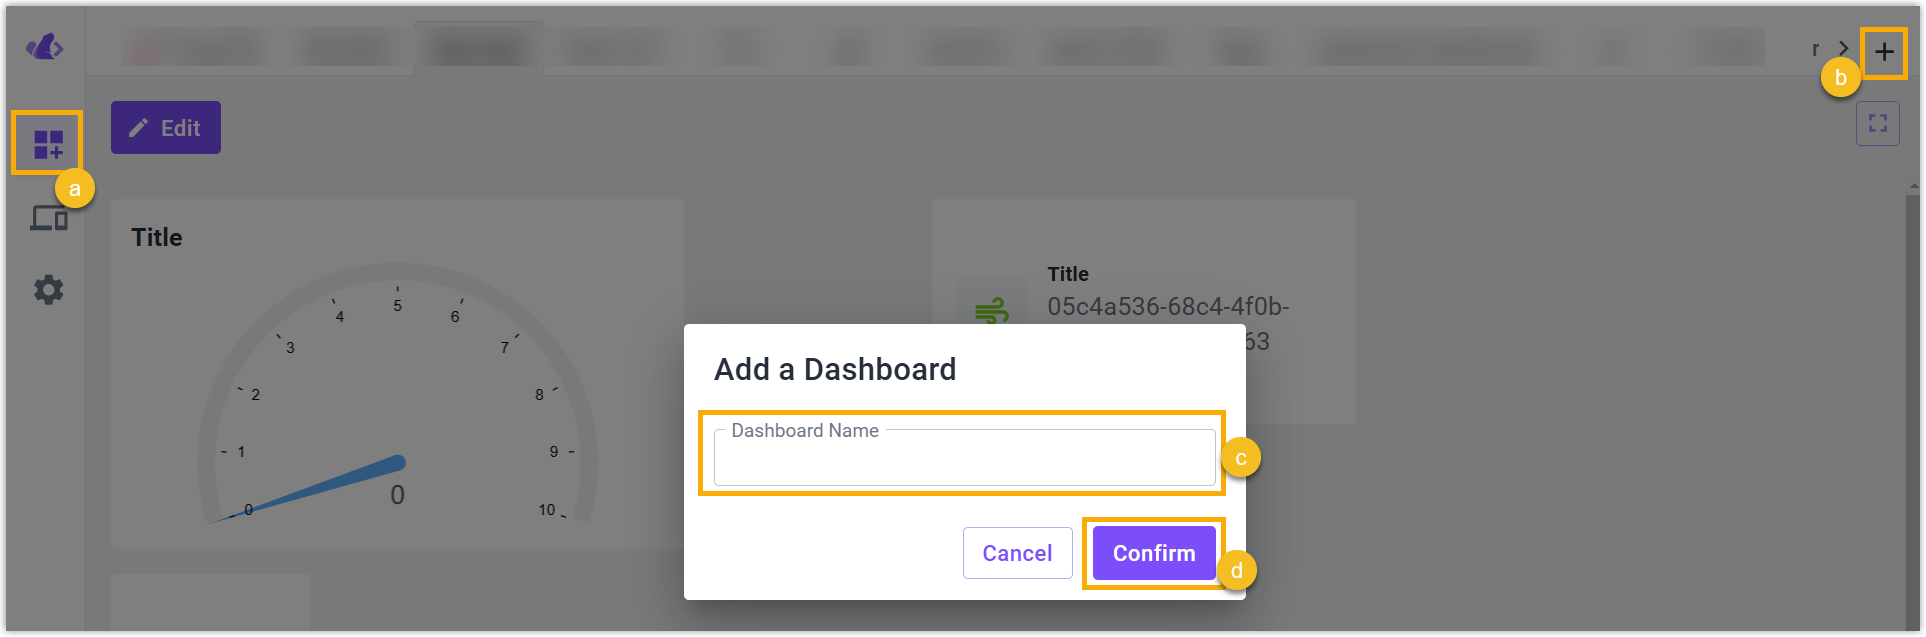 r
b
Edit
a
Title
5
4
6
3
7
2
8
1
9
0
10
0
Title
05c4a536-68c4-4f0b-
63
Add a Dashboard
Dashboard Name
c
Cancel
Confirm
d